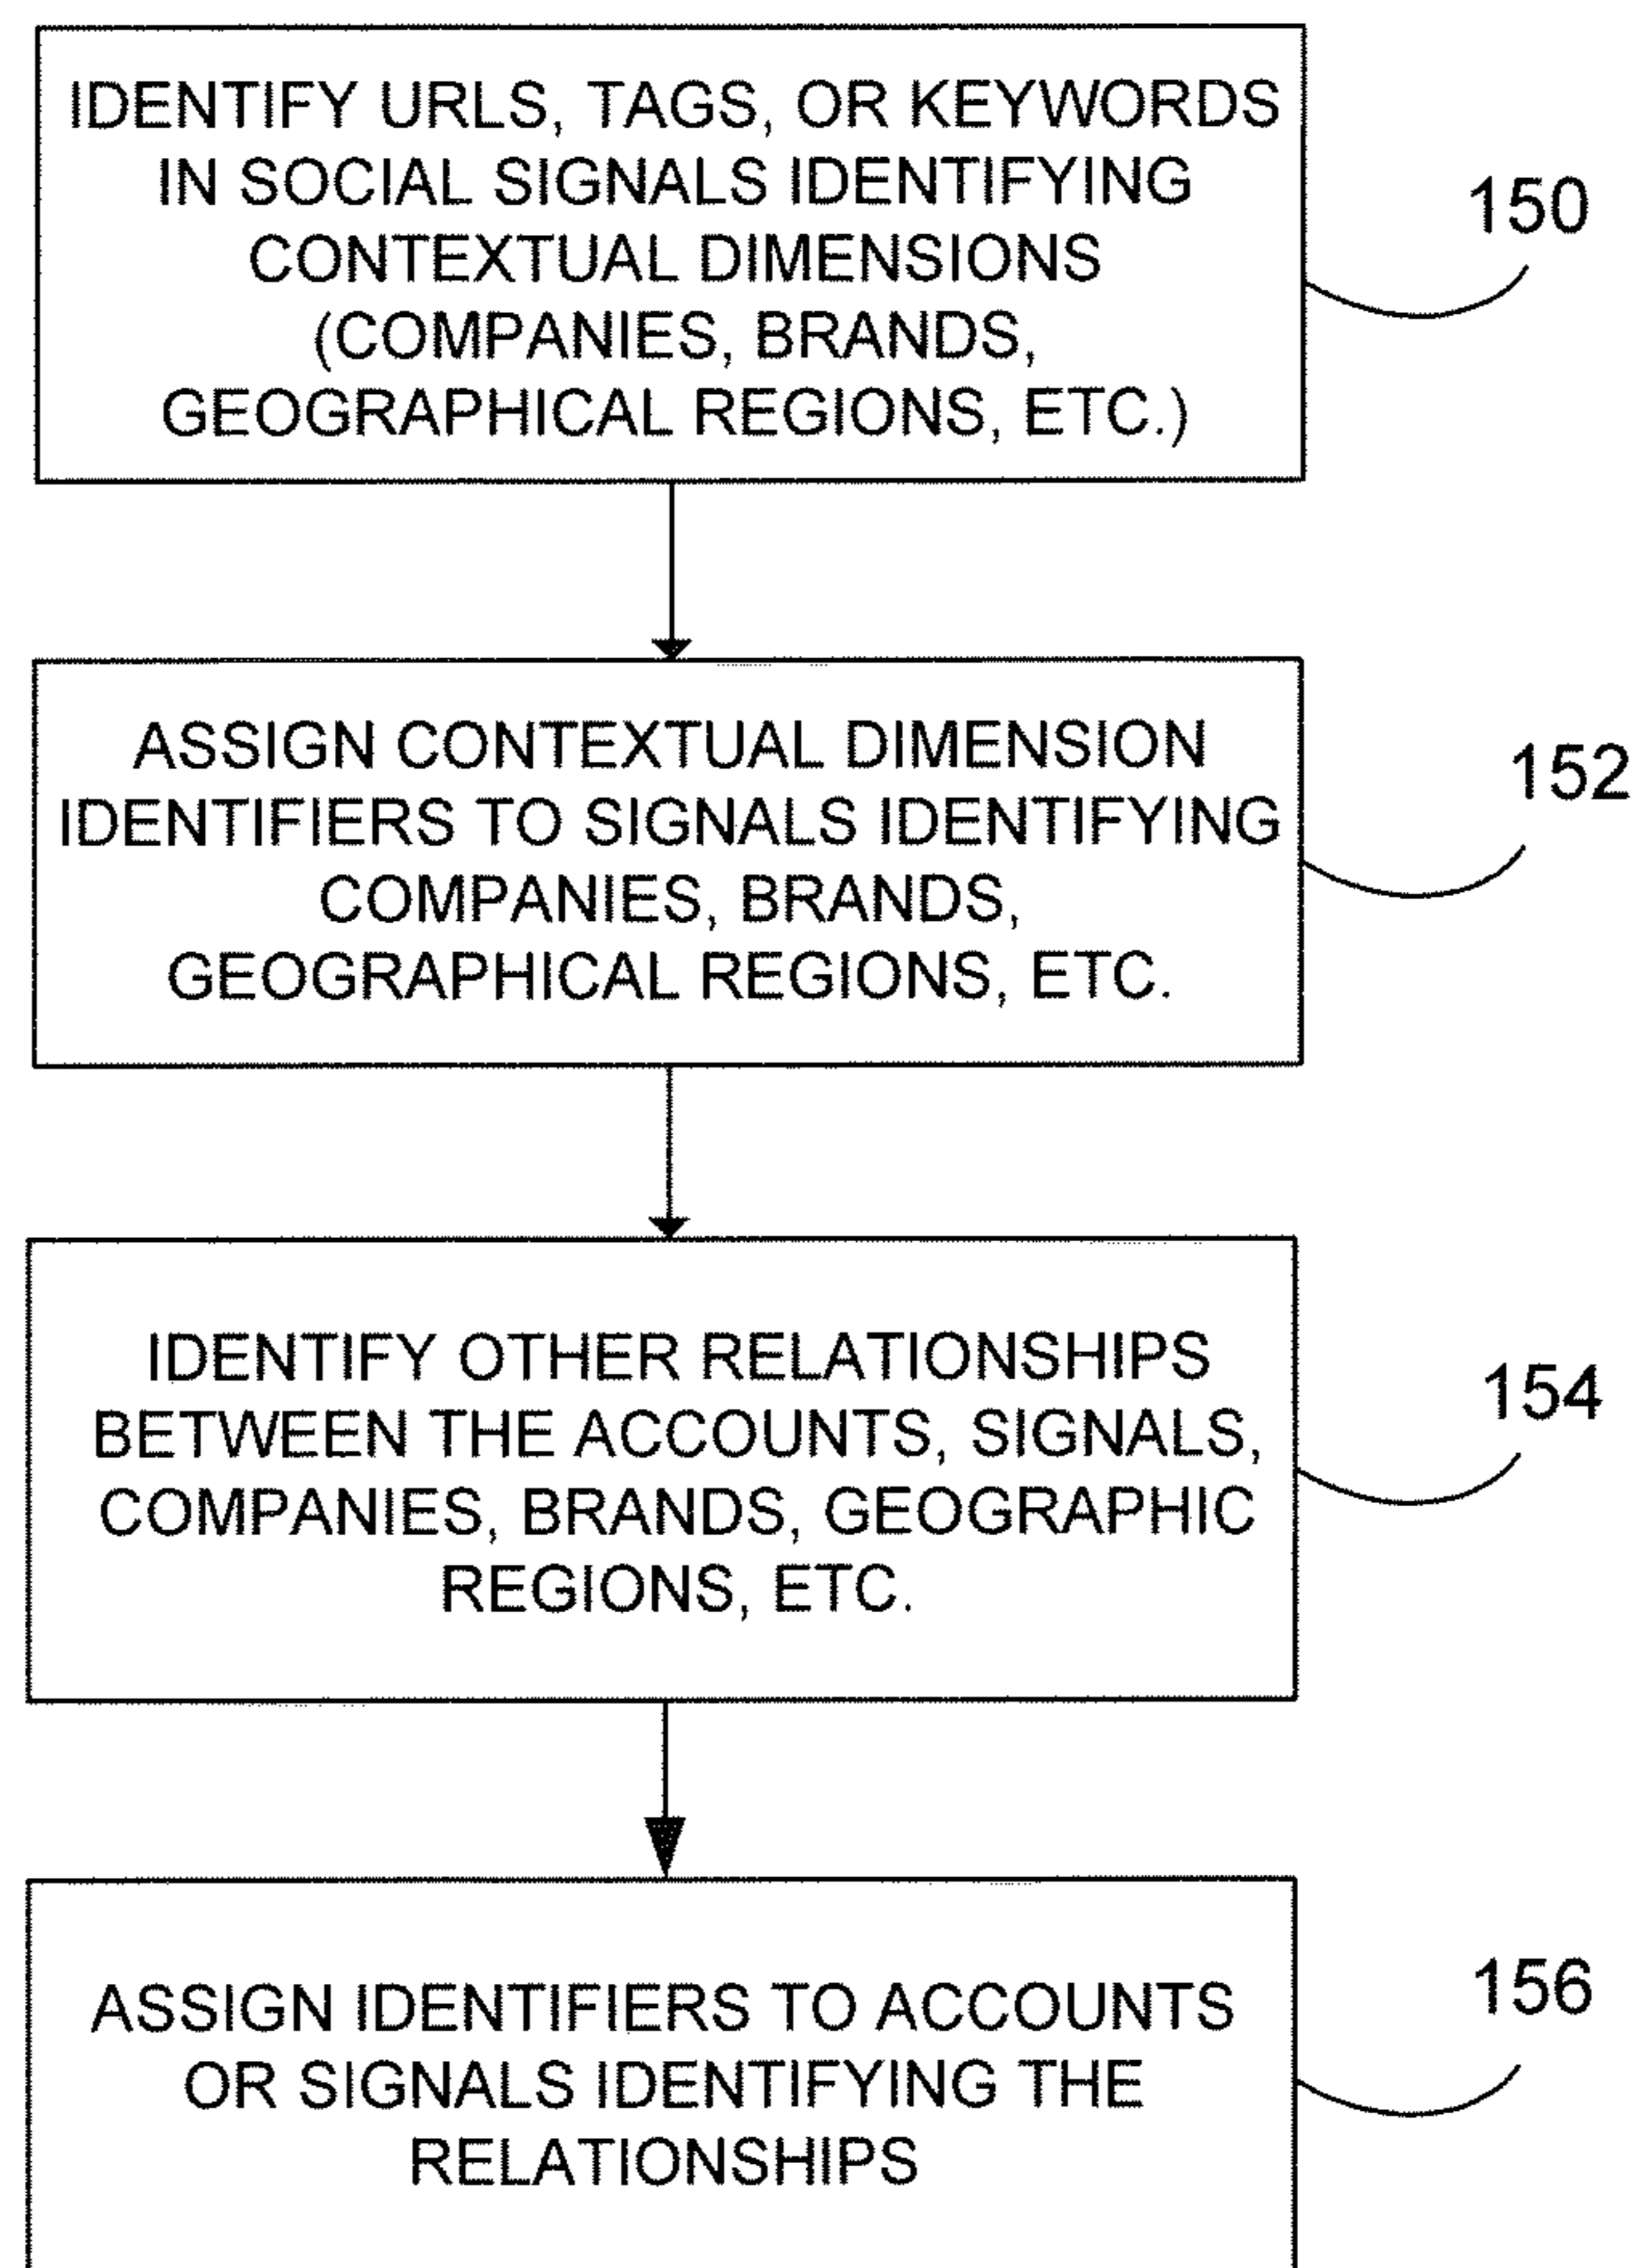 IDENTIFY URLS, TAGS, OR KEYWORDS
IN SOCIAL SIGNALS IDENTIFYING
CONTEXTUAL DIMENSIONS
(COMPANIES, BRANDS,
GEOGRAPHICAL REGIONS, ETC.)
150
ASSIGN CONTEXTUAL DIMENSION
IDENTIFIERS TO SIGNALS IDENTIFYING
COMPANIES, BRANDS,
GEOGRAPHICAL REGIONS, ETC.
152
IDENTIFY OTHER RELATIONSHIPS
BETWEEN THE ACCOUNTS, SIGNALS,
COMPANIES, BRANDS, GEOGRAPHIC
REGIONS, ETC.
154
ASSIGN IDENTIFIERS TO ACCOUNTS
OR SIGNALS IDENTIFYING THE
RELATIONSHIPS
156